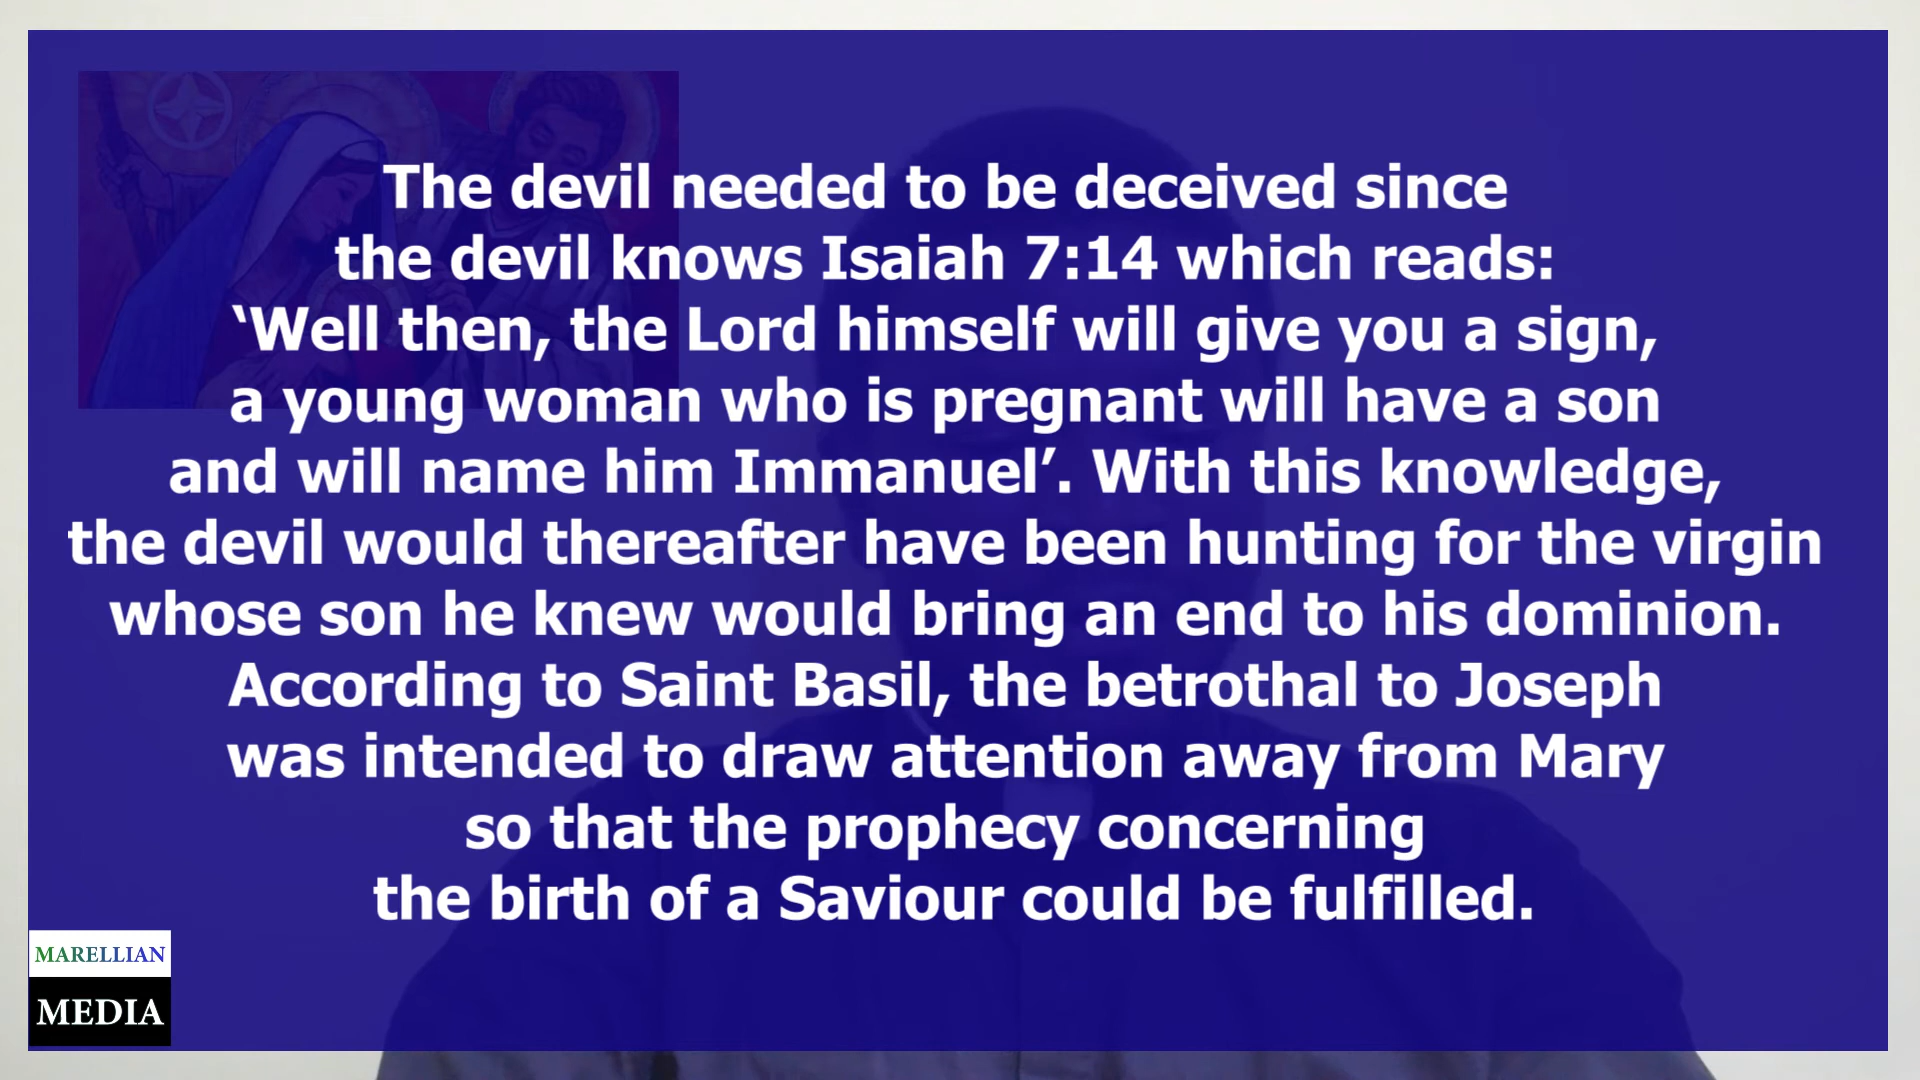 The devil needed to be deceived since
the devil knows Isaiah 7:14 which reads:
‘Well then, the Lord himself will give you a sign,
a young woman who is pregnant will have a son
and will name him Immanuel’. With this knowledge,
the devil would thereafter have been hunting for the virgin
whose son he knew would bring an end to his dominion.
According to Saint Basil, the betrothal to Joseph
was intended to draw attention away from Mary
so that the prophecy concerning
the birth of a Saviour could be fulfilled.
MARELLIAN
MEDIA